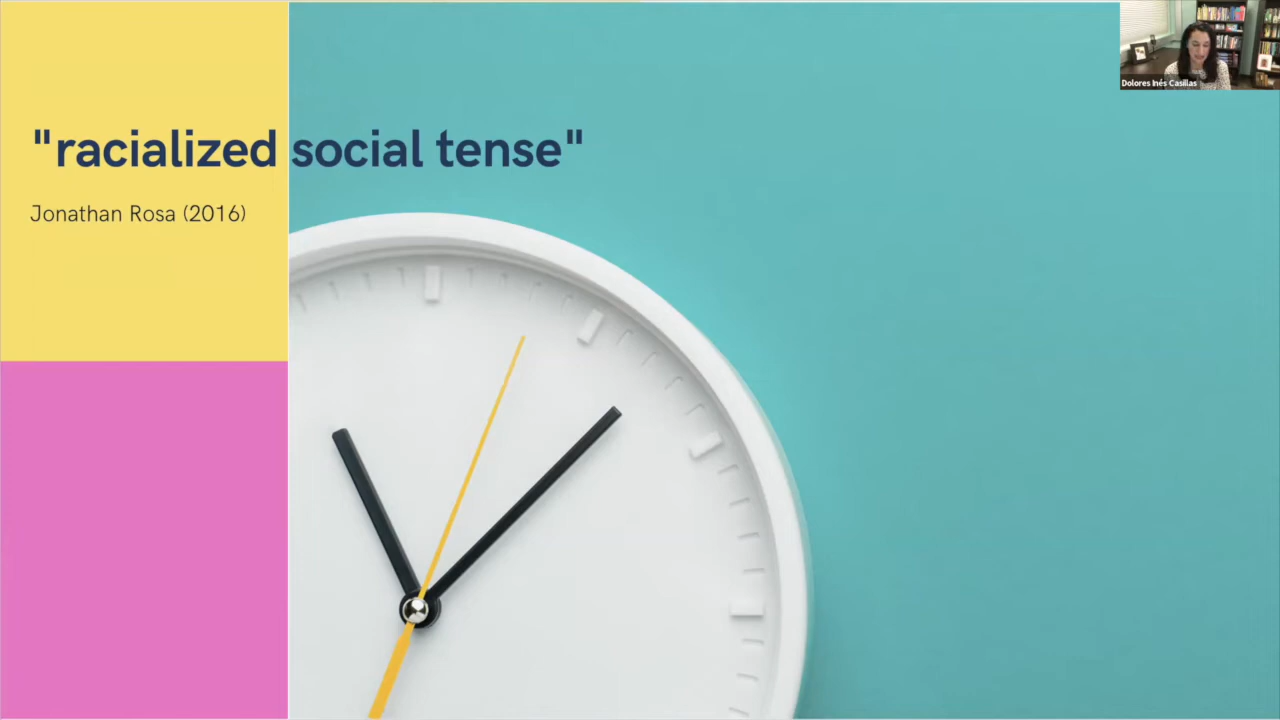 Dolores Inés Casillas
"racialized social tense"
Jonathan Rosa (2016)